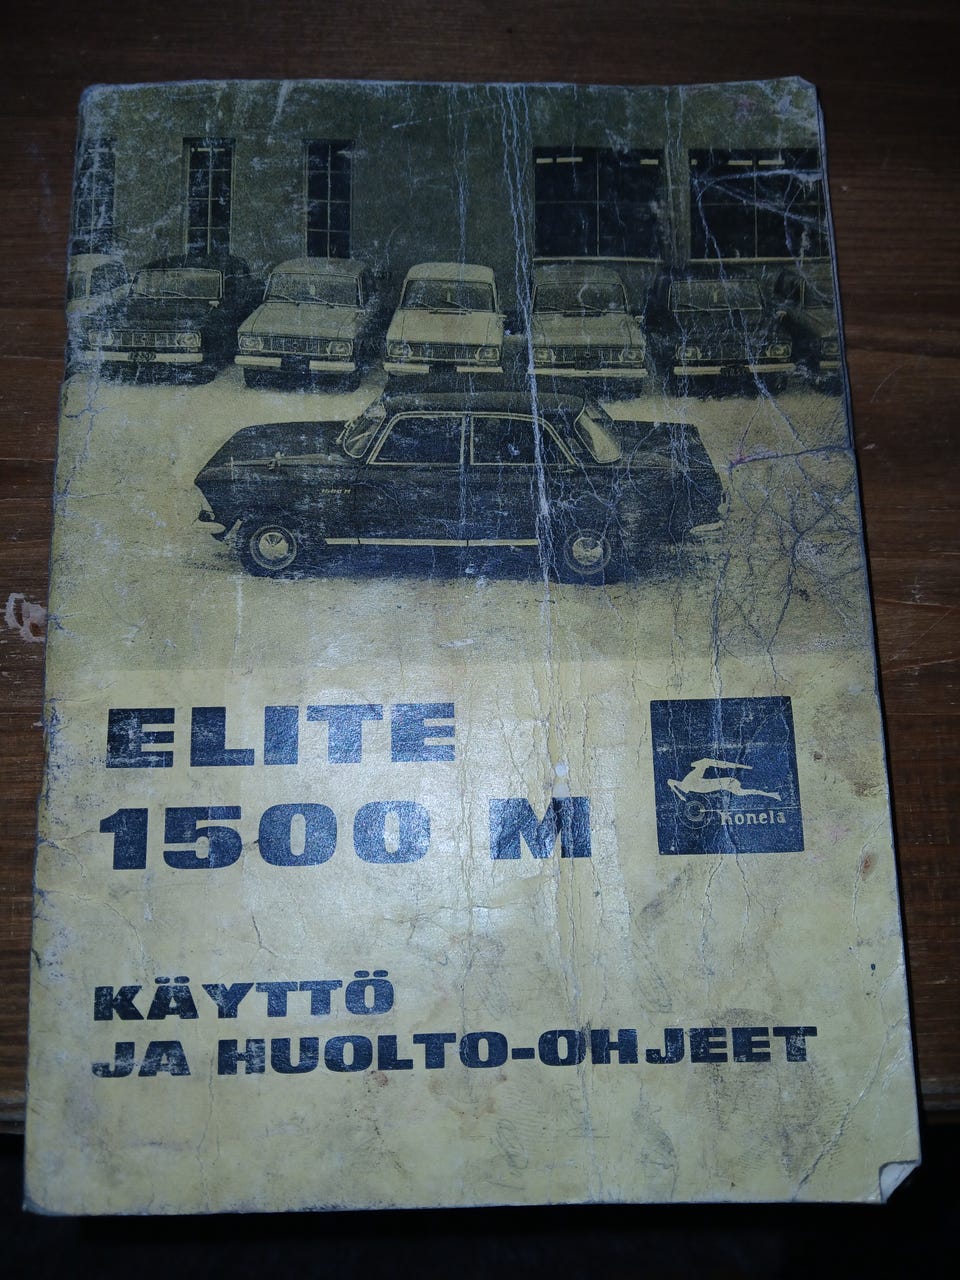 ELITE
1500 M
Konela
KÄYTTÖ
JA HUOLTO-OHJEET